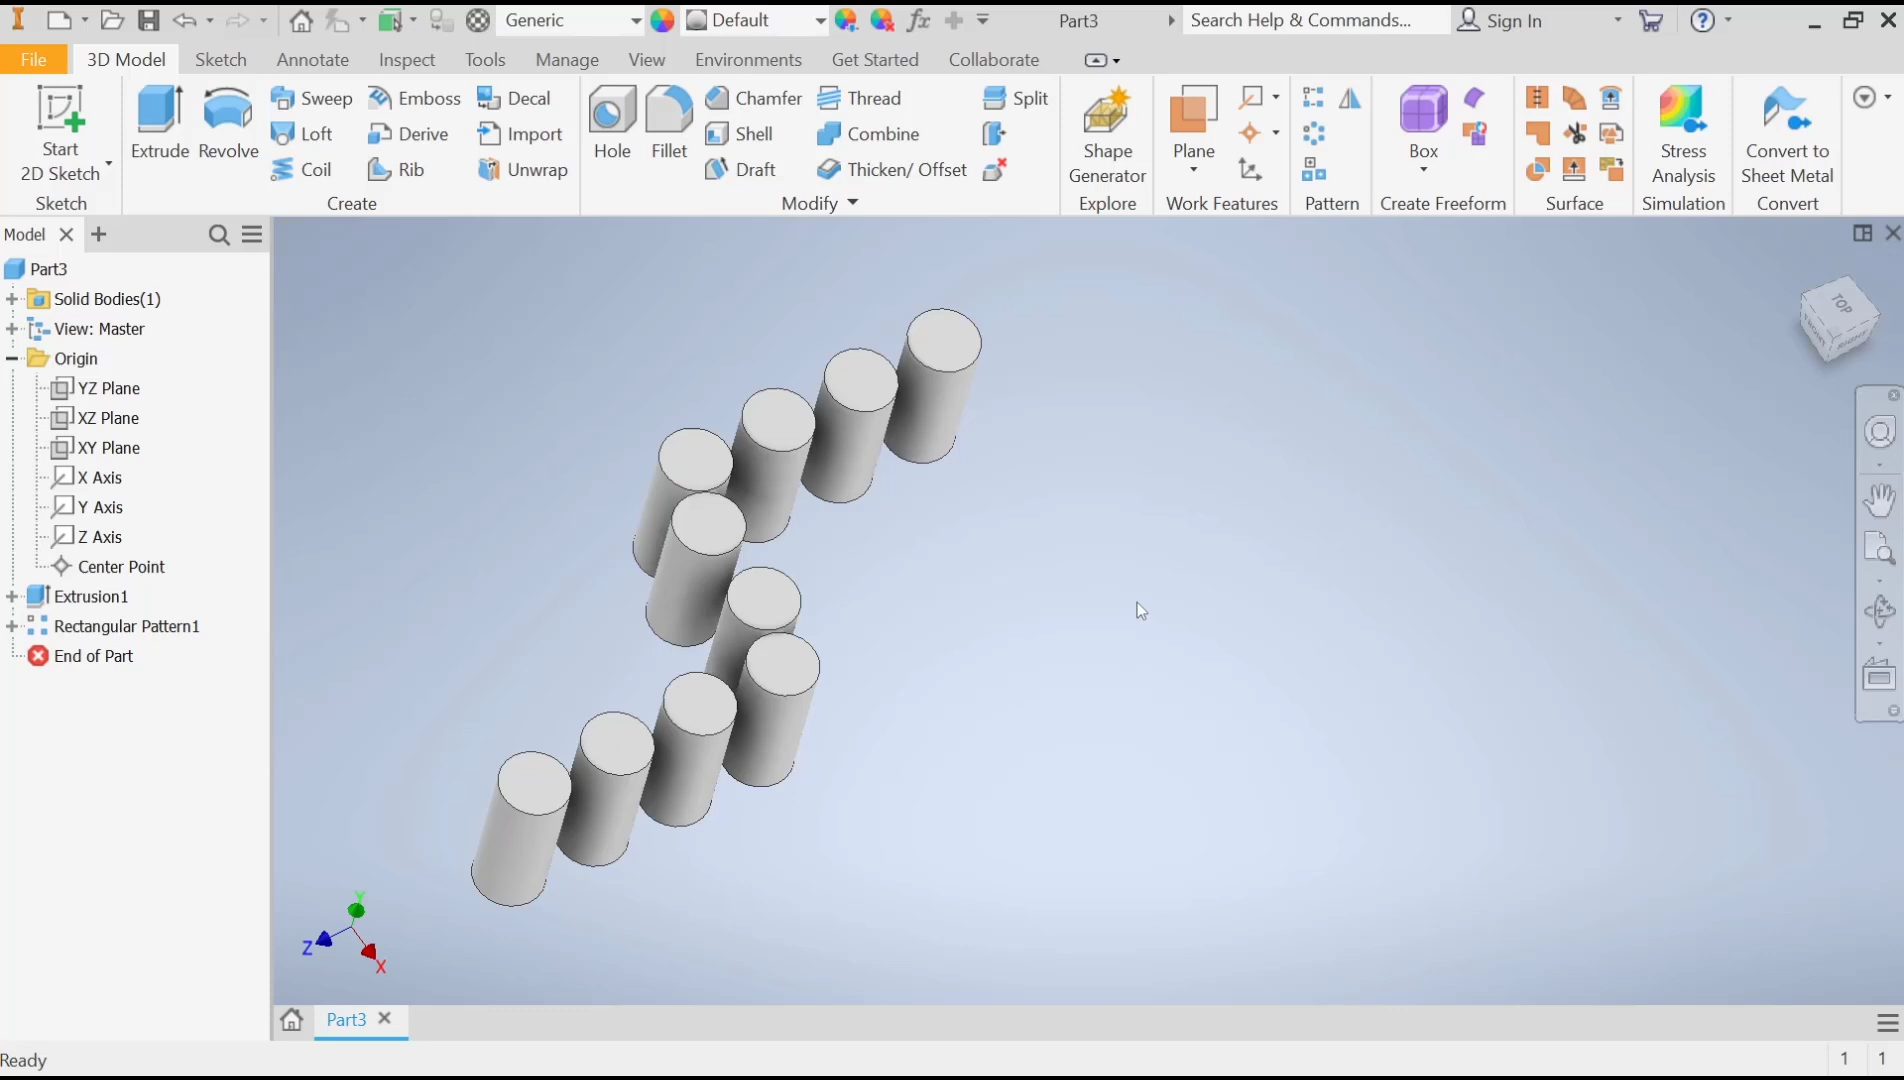 Generic
Default
fx
Part3
Search Help & Commands...
Sign In
File
3D Model
Sketch
Annotate
Inspect
Tools
Manage
View
Environments
Get Started
Collaborate
Start
2D Sketch
Extrude
Revolve
Sweep
Loft
Coil
Emboss
Derive
Rib
Decal
Import
Unwrap
Hole
Fillet
Chamfer
Shell
Draft
Thread
Combine
Thicken/ Offset
Split
Shape
Generator
Plane
Box
Stress
Analysis
Convert to
Sheet Metal
Sketch
Create
Modify
Explore
Work Features
Pattern
Create Freeform
Surface
Simulation
Convert
Model
Part3
Solid Bodies(1)
View: Master
Origin
YZ Plane
XZ Plane
XY Plane
X Axis
Y Axis
Z Axis
Center Point
Extrusion1
Rectangular Pattern1
End of Part
TOP
FRONT
RIGHT
Y
Z
X
Part3
Ready
1
1